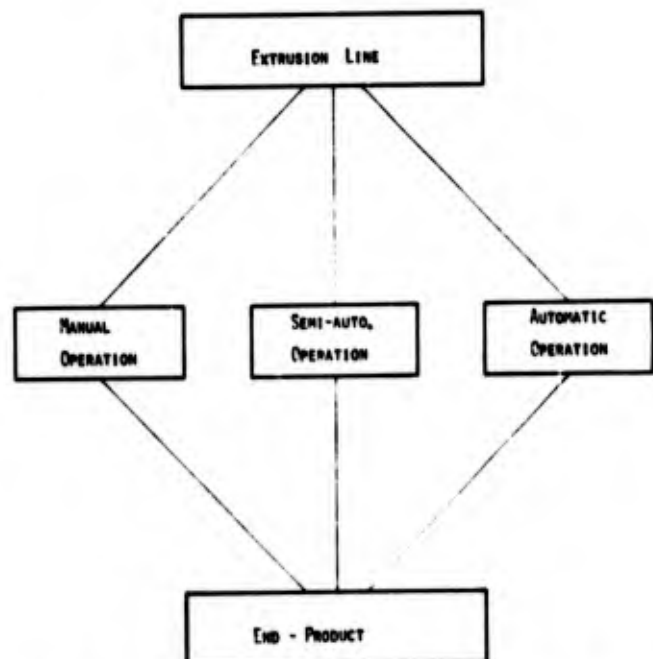 EXTRUSION LINE
MANUAL
OPERATION
SEMI-AUTO.
OPERATION
AUTOMATIC
OPERATION
END - PRODUCT